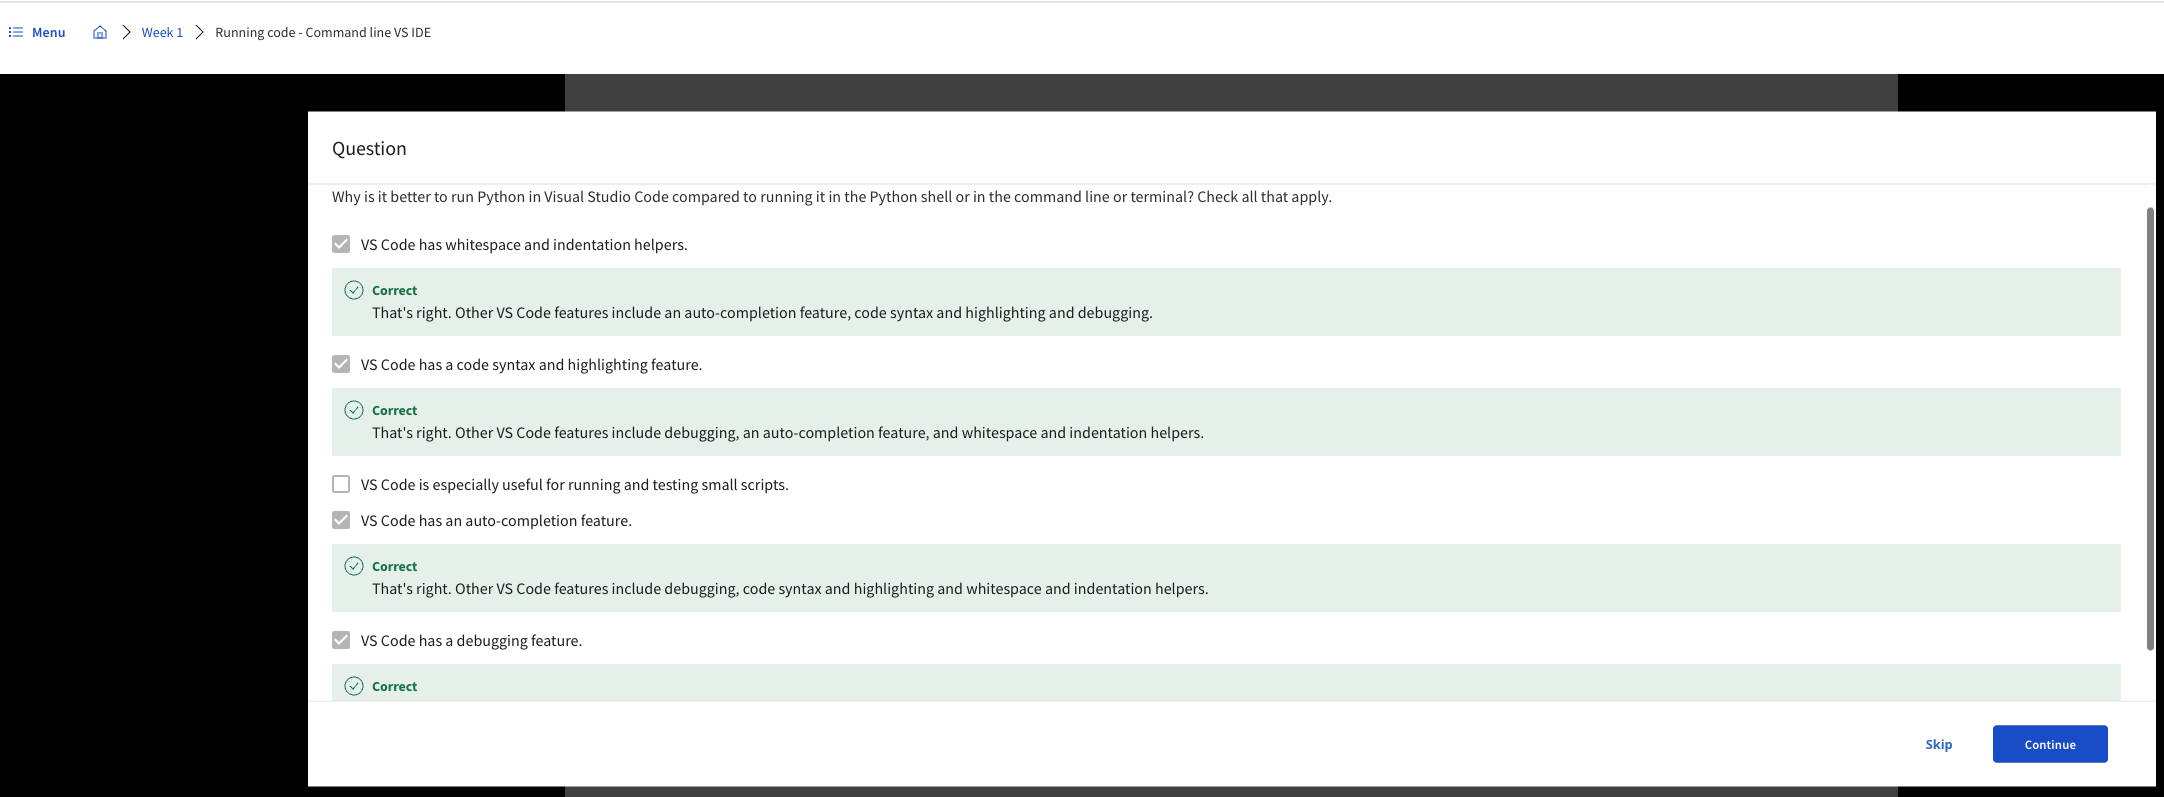 Menu
Week 1
Running code - Command line VS IDE
Question
Why is it better to run Python in Visual Studio Code compared to running it in the Python shell or in the command line or terminal? Check all that apply.
VS Code has whitespace and indentation helpers.
Correct
That's right. Other VS Code features include an auto-completion feature, code syntax and highlighting and debugging.
VS Code has a code syntax and highlighting feature.
Correct
That's right. Other VS Code features include debugging, an auto-completion feature, and whitespace and indentation helpers.
VS Code is especially useful for running and testing small scripts.
VS Code has an auto-completion feature.
Correct
That's right. Other VS Code features include debugging, code syntax and highlighting and whitespace and indentation helpers.
VS Code has a debugging feature.
Correct
Skip
Continue